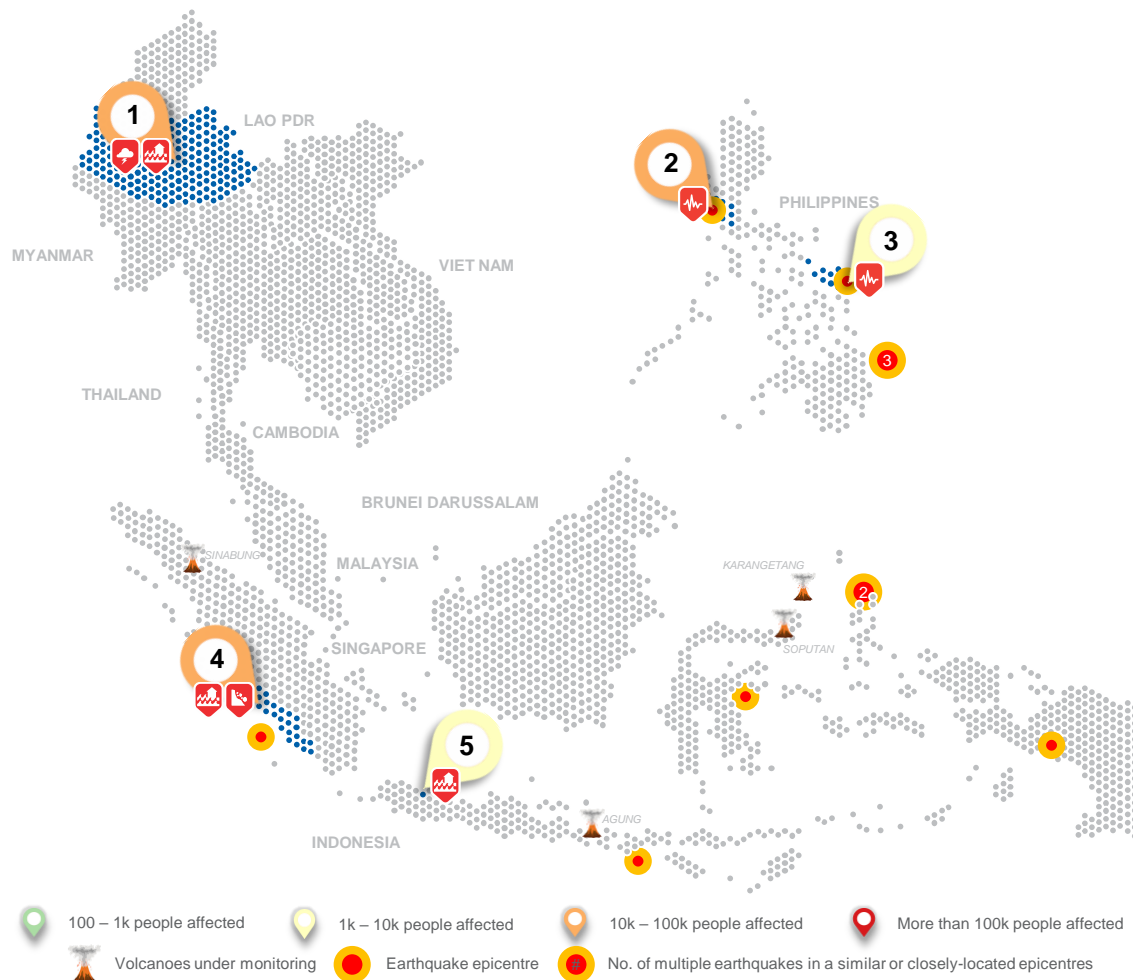 1
LAO PDR
2
PHILIPPINES
3
MYANMAR
VIET NAM
3
THAILAND
CAMBODIA
BRUNEI DARUSSALAM
SINABUNG
MALAYSIA
KARANGETANG
2
SOPUTAN
4
SINGAPORE
5
AGUNG
INDONESIA
100 – 1k people affected
1k – 10k people affected
10k – 100k people affected
More than 100k people affected
Volcanoes under monitoring
Earthquake epicentre
#
No. of multiple earthquakes in a similar or closely-located epicentres